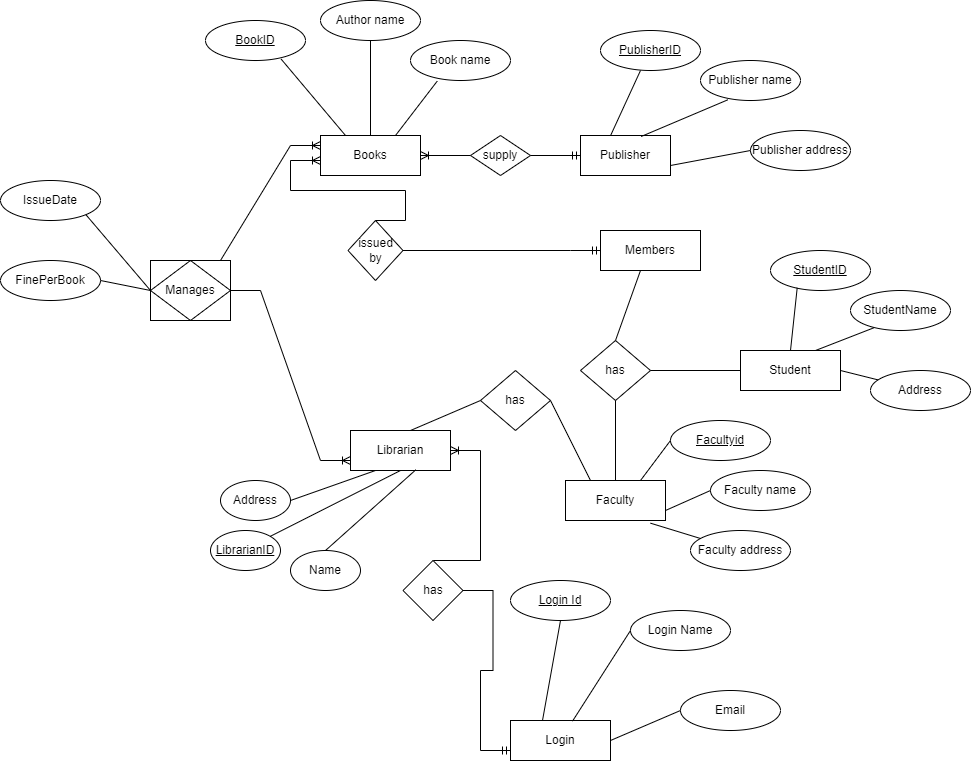 Author name
BookID
Book name
PublisherID
Publisher name
Books
supply
Publisher
Publisher address
IssueDate
issued
by
Members
FinePerBook
Manages
StudentID
StudentName
has
Student
Address
has
Facultyid
Librarian
Faculty
Faculty name
Address
LibrarianID
Faculty address
Name
has
Login Id
Login Name
Email
Login